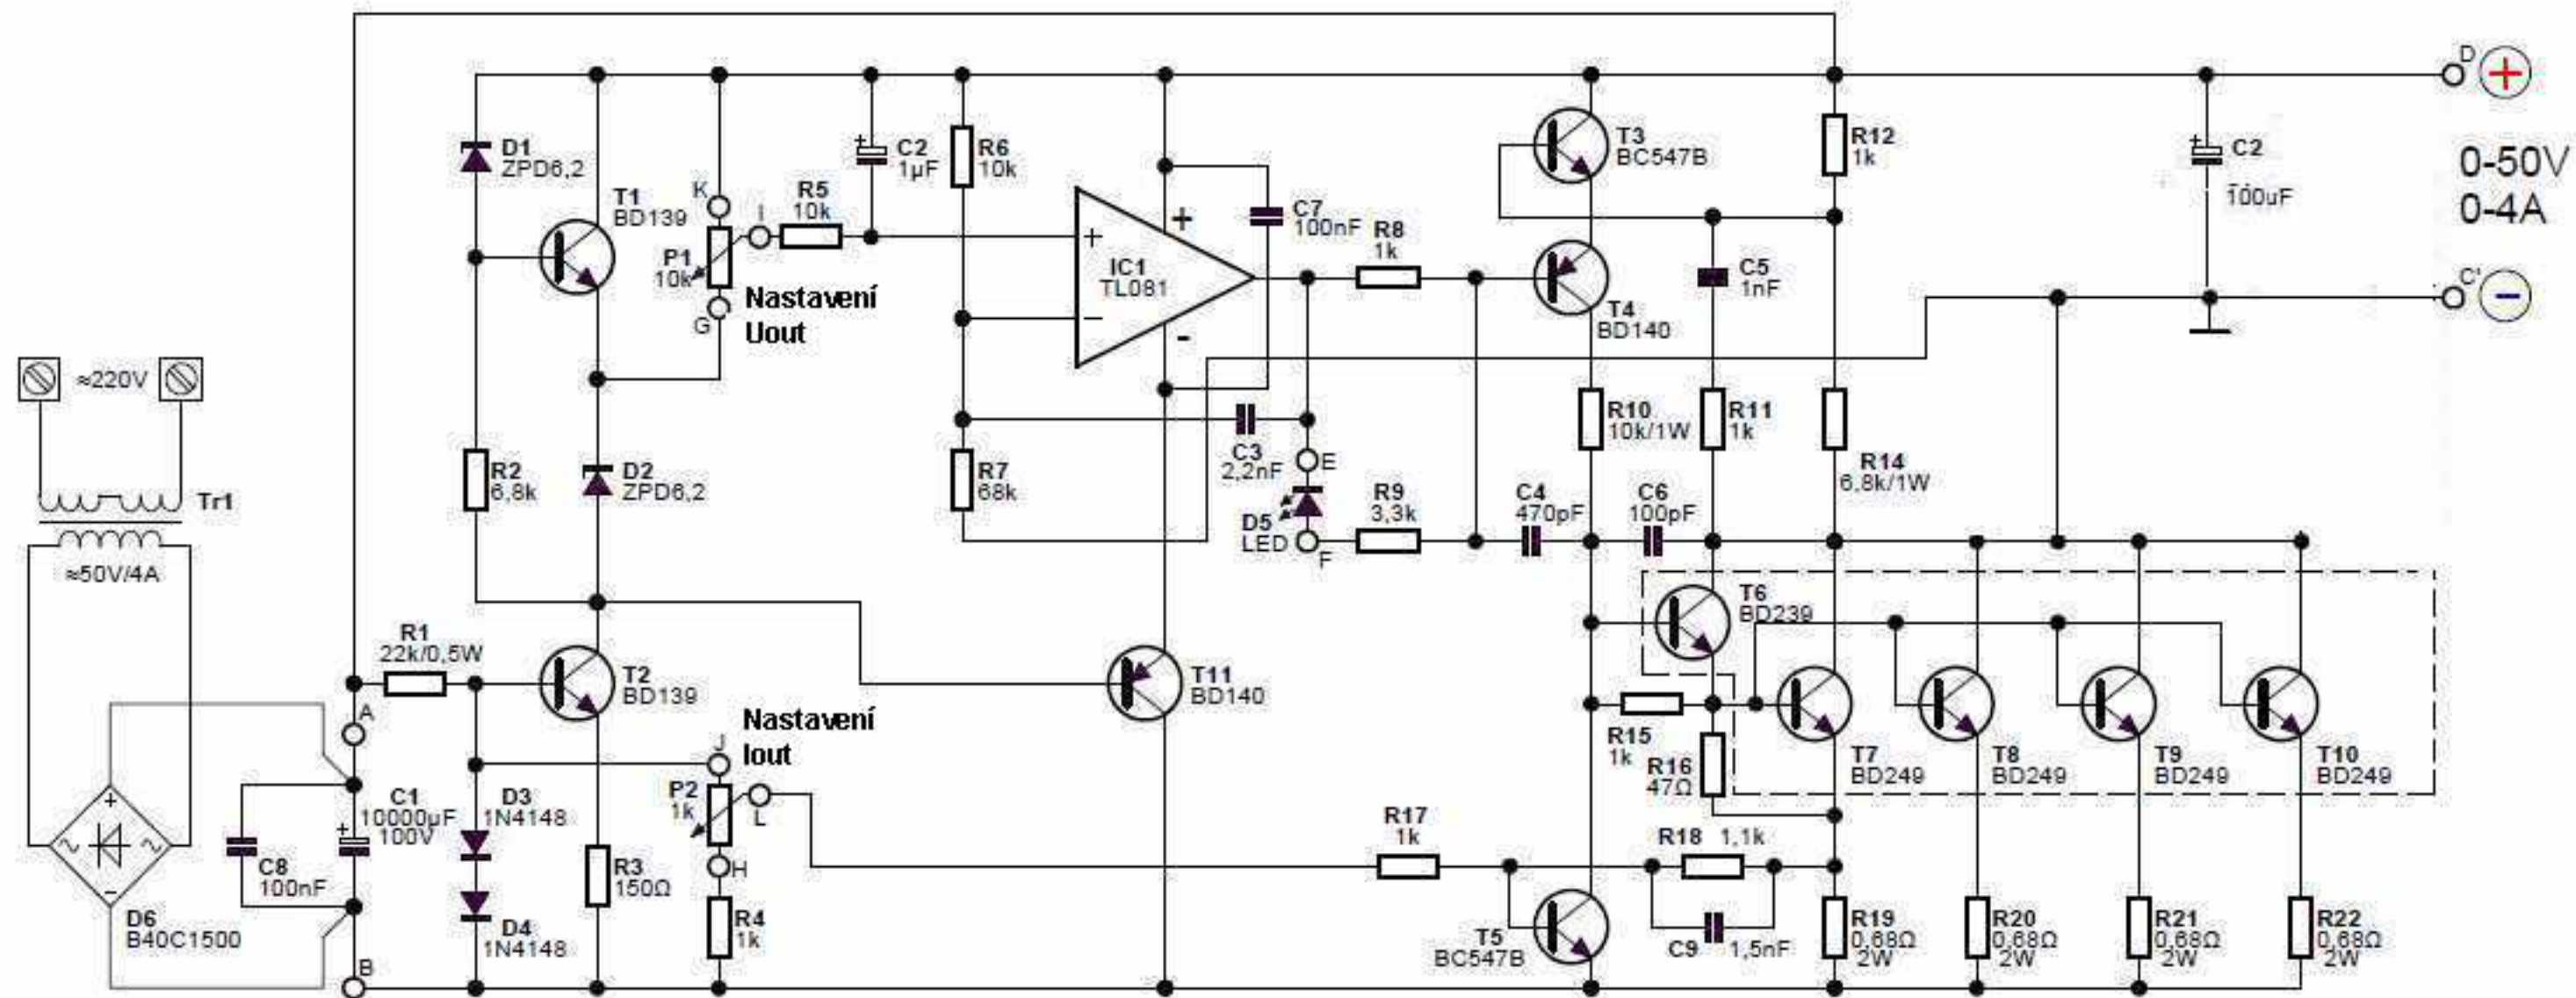 ≈220V
Tr1
≈50V/4A
D6
B40C1500
C8
100nF
A
B
C1
+
10000µF
100V
R1
22k/0,5W
D1
ZPD6,2
R2
6,8k
T1
BD139
D2
ZPD6,2
T2
BD139
D3
1N4148
D4
1N4148
R3
150Ω
K
P1
10k
G
I
Nastavení
Uout
R5
10k
C2
1µF
+
R6
10k
R7
68k
Nastavení
Iout
J
P2
1k
L
H
R4
1k
IC1
TL081
+
−
+
-
C7
100nF
C3
2,2nF
E
D5
LED
F
R8
1k
R9
3,3k
T11
BD140
C4
470pF
C6
100pF
T3
BC547B
T4
BD140
R10
10k/1W
R11
1k
C5
1nF
R12
1k
R14
6,8k/1W
T6
BD239
R15
1k
R16
47Ω
R17
1k
R18 1,1k
C9 1,5nF
T5
BC547B
T7
BD249
T8
BD249
T9
BD249
T10
BD249
R19
0,68Ω
2W
R20
0,68Ω
2W
R21
0,68Ω
2W
R22
0,68Ω
2W
C2
+
100uF
D
+
0-50V
0-4A
C'
−